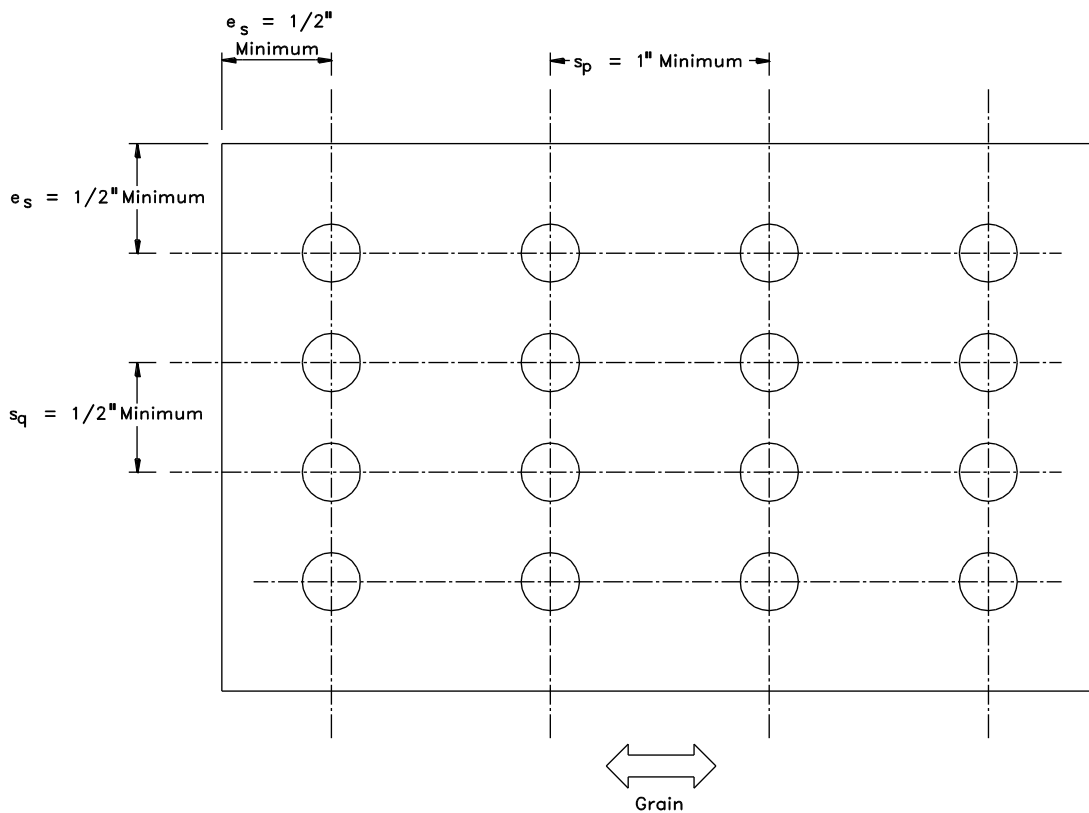 e_s = 1/2"
Minimum
s_p = 1" Minimum
e_s = 1/2" Minimum
s_q = 1/2" Minimum
Grain